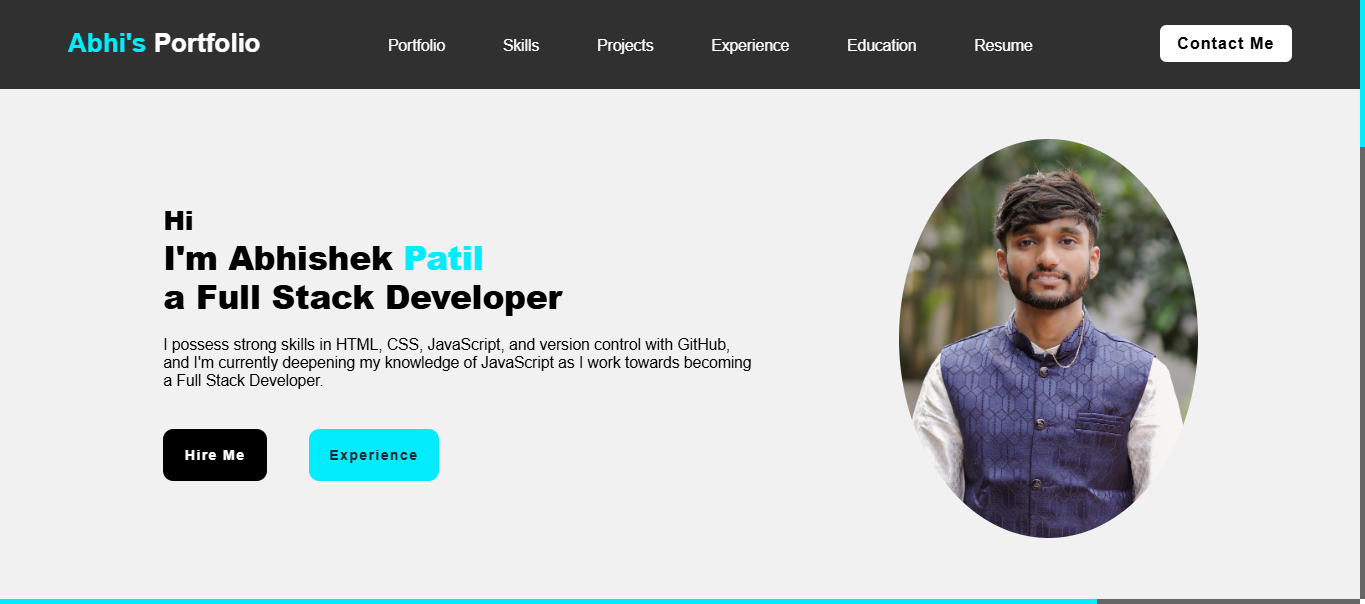 Abhi's Portfolio
Portfolio
Skills
Projects
Experience
Education
Resume
Contact Me
Hi
I'm Abhishek Patil
a Full Stack Developer
I possess strong skills in HTML, CSS, JavaScript, and version control with GitHub,
and I'm currently deepening my knowledge of JavaScript as I work towards becoming
a Full Stack Developer.
Hire Me
Experience